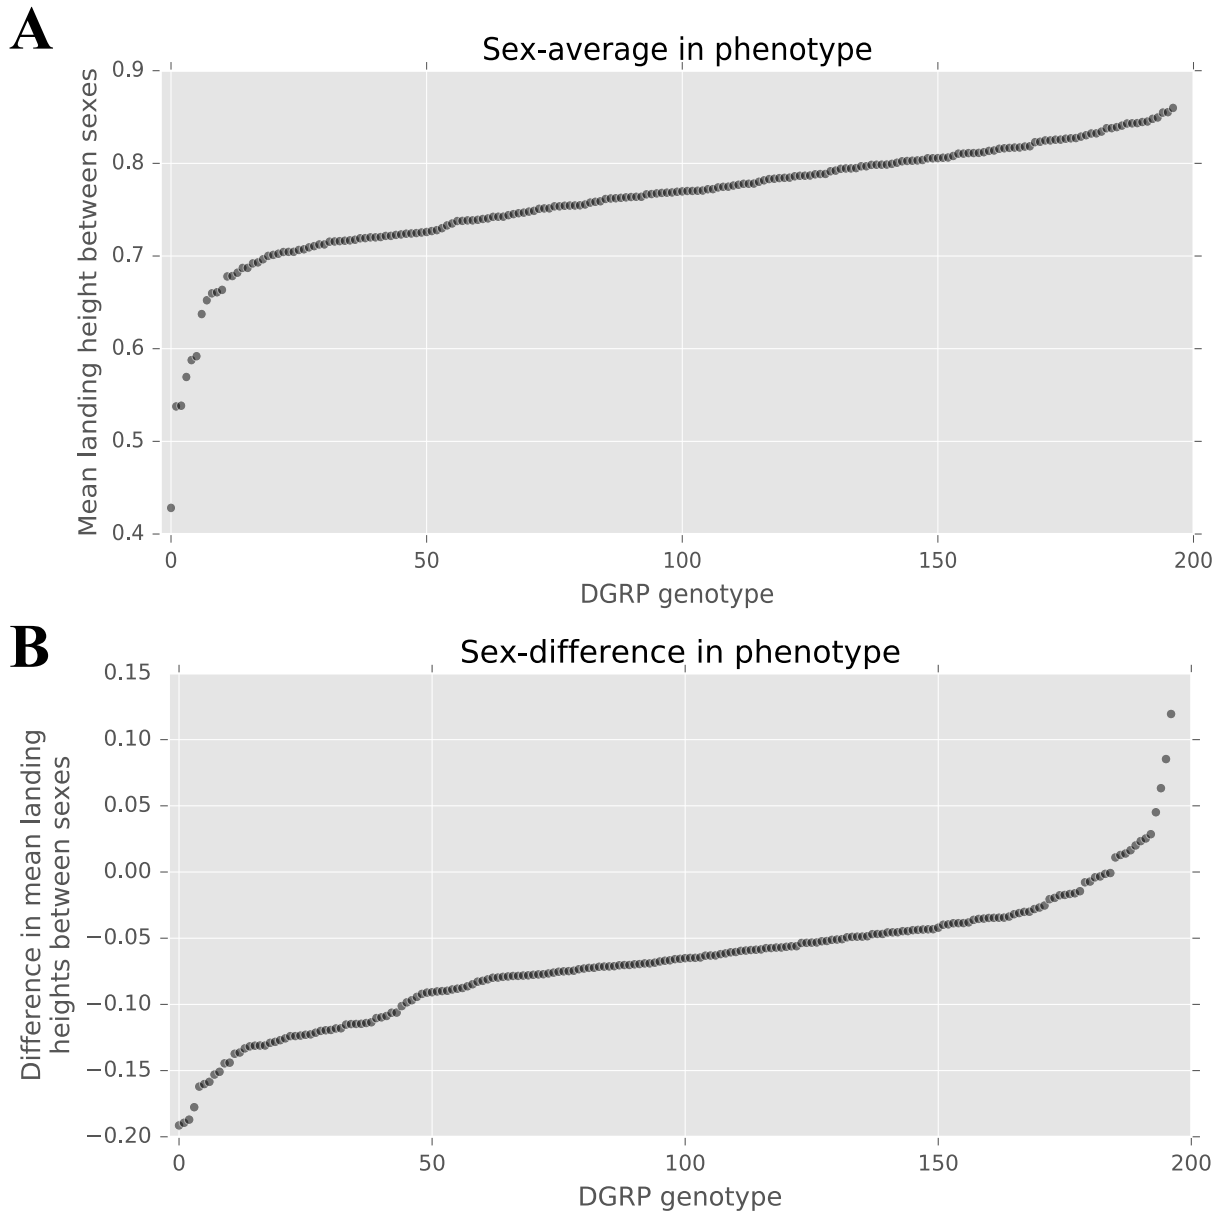 A
Sex-average in phenotype
Mean landing height between sexes
0.9
0.8
0.7
0.6
0.5
0.4
0
50
100
150
200
DGRP genotype
B
Sex-difference in phenotype
Difference in mean landing
heights between sexes
0.15
0.10
0.05
0.00
−0.05
−0.10
−0.15
−0.20
0
50
100
150
200
DGRP genotype